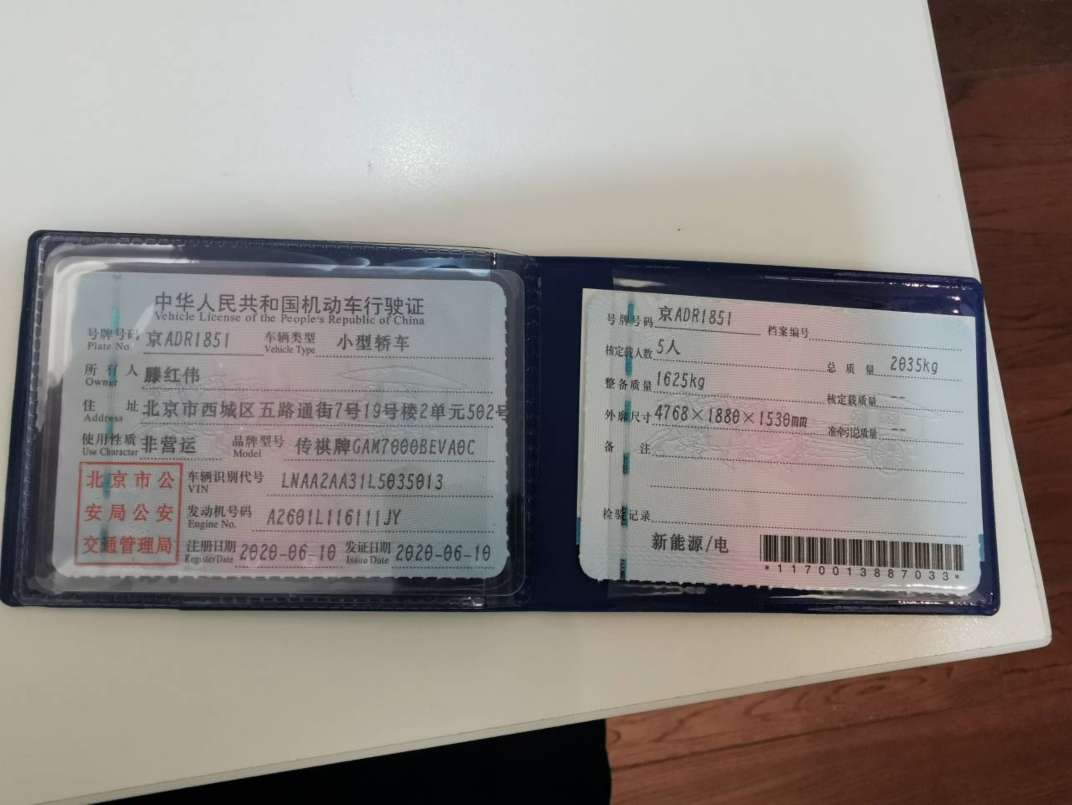 中华人民共和国机动车行驶证
Vehicle License of the People's Republic of China
号牌号码 京ADR1851 车辆类型 小型轿车
Plate No. Vehicle Type
所有人 滕红伟
Owner
住址 北京市西城区五路通街7号19号楼2单元502号
Address
使用性质 非营运 品牌型号 传祺牌GAM7000BEVA0C
Use Character Model
北京市公
安局公安
交通管理局
车辆识别代号 LNAA2AA31L5035013
VIN
发动机号码 A2601L116111JY
Engine No.
注册日期 2020-06-10 发证日期 2020-06-10
Register Date Issue Date
号牌号码 京ADR1851 档案编号
核定载人数 5人 总质量 2035kg
整备质量 1625kg 核定载质量 --
外廓尺寸 4768×1880×1530mm 准牵引总质量 --
备注
检验记录
新能源/电
*1170013887033*